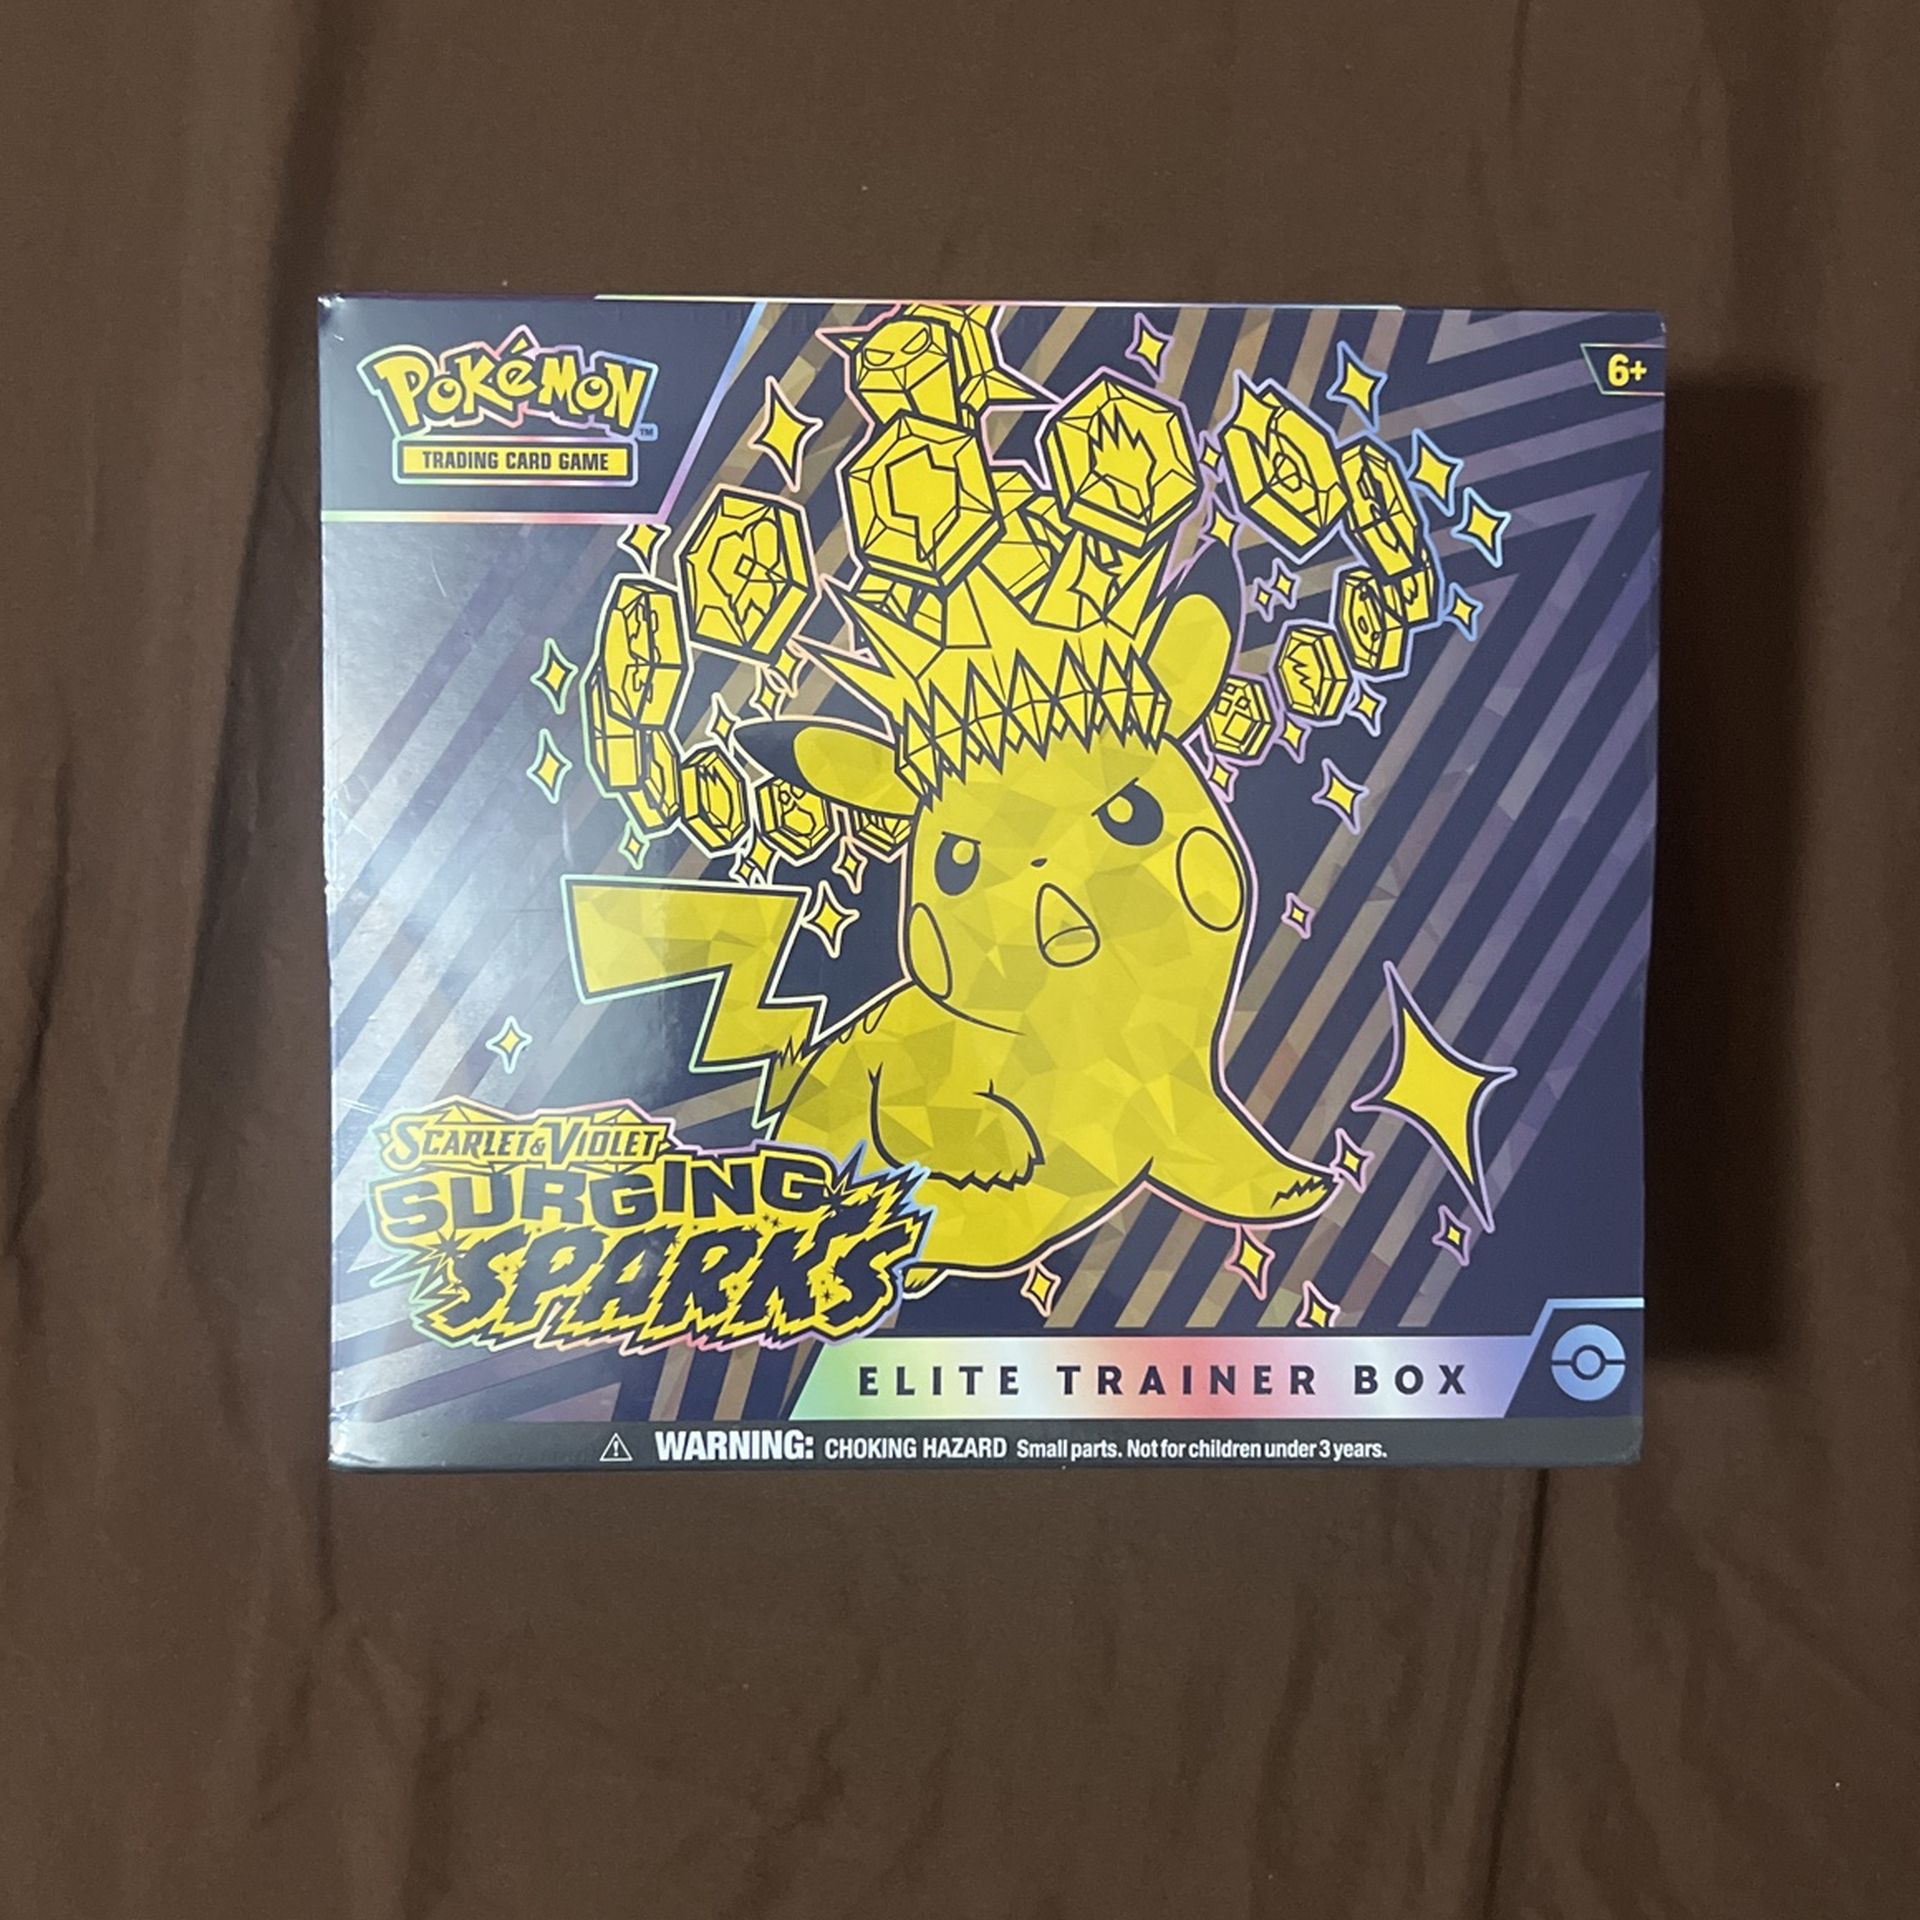 POKéMON™
TRADING CARD GAME
6+
SCARLET & VIOLET
SURGING
SPARKS
ELITE TRAINER BOX
WARNING: CHOKING HAZARD Small parts. Not for children under 3 years.